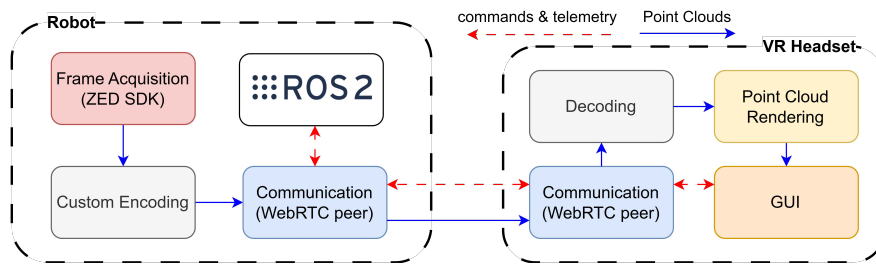 commands & telemetry
Point Clouds
Robot
VR Headset
Frame Acquisition
(ZED SDK)
ROS 2
Decoding
Point Cloud
Rendering
Custom Encoding
Communication
(WebRTC peer)
Communication
(WebRTC peer)
GUI